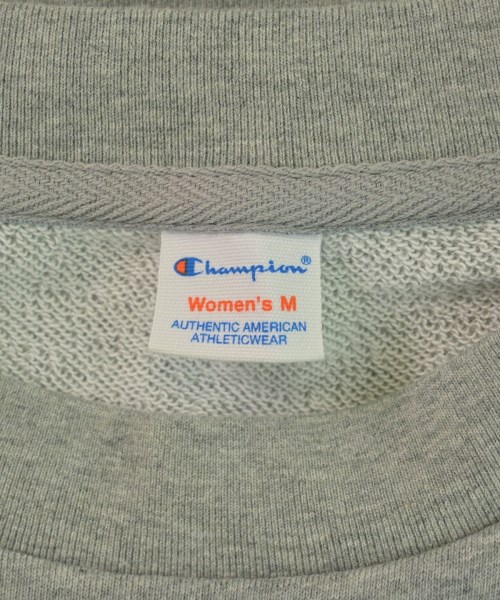 Champion®
Women's M
AUTHENTIC AMERICAN
ATHLETICWEAR